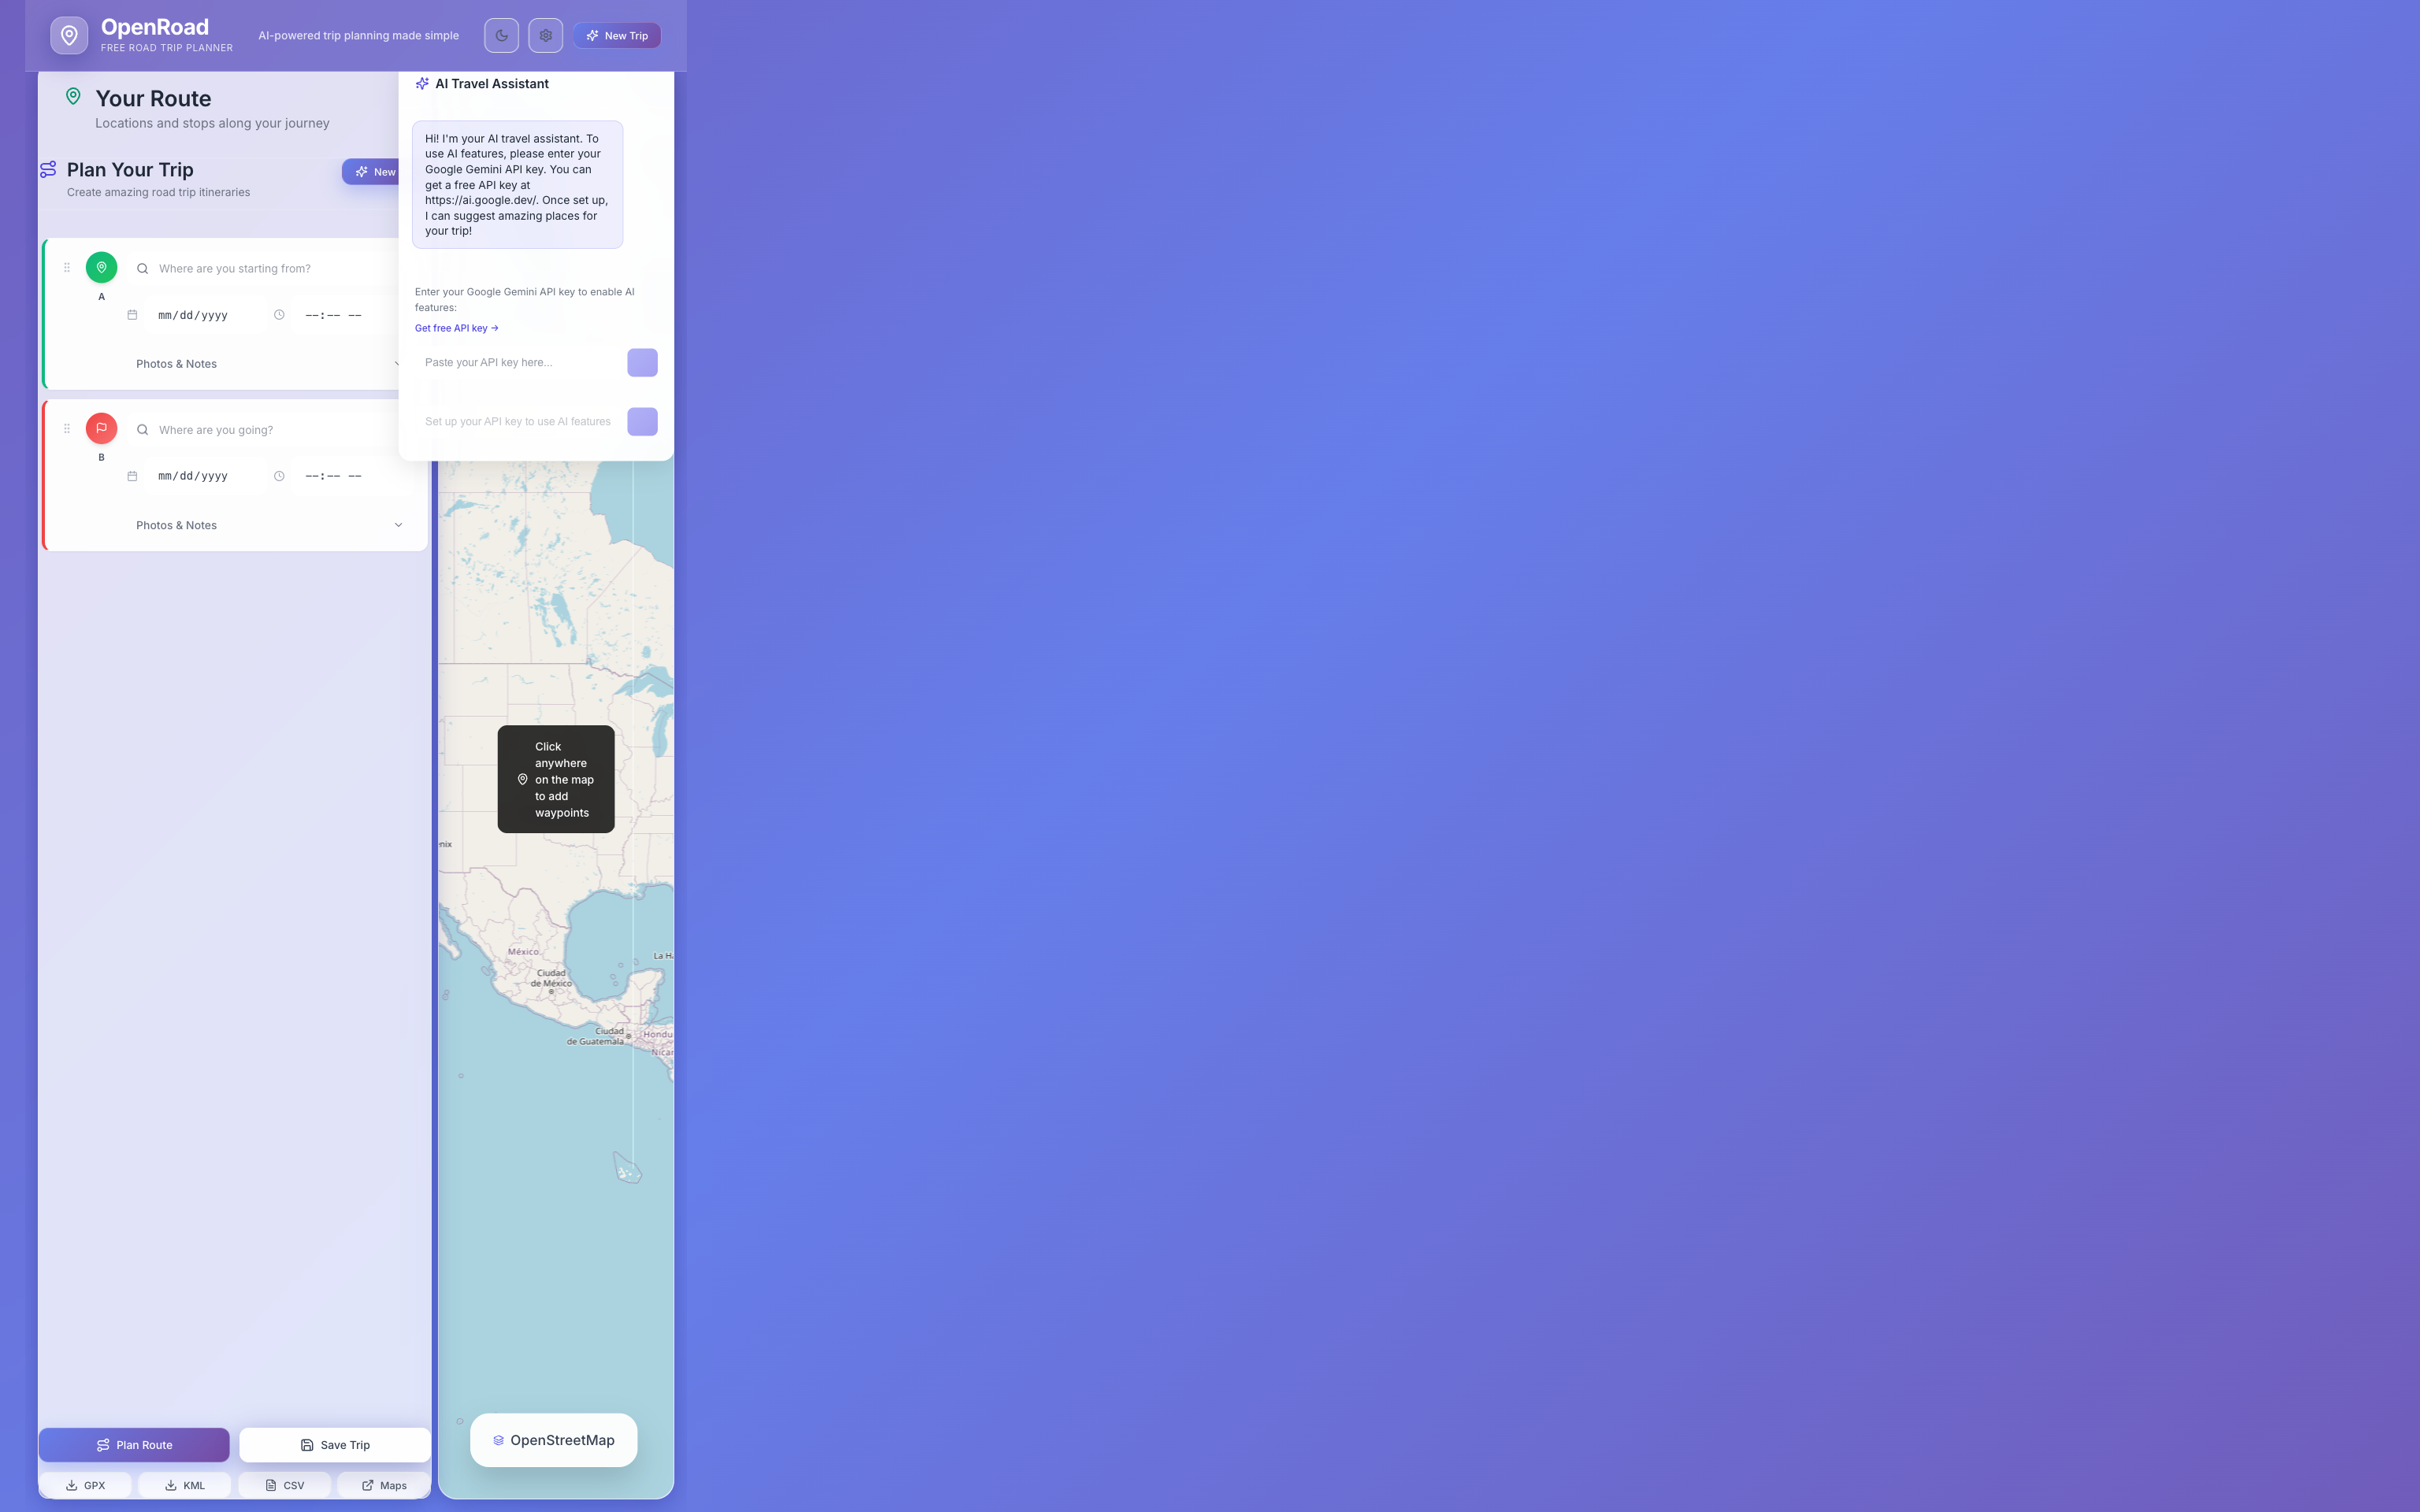 OpenRoad
FREE ROAD TRIP PLANNER
AI-powered trip planning made simple
New Trip
Your Route
Locations and stops along your journey
Plan Your Trip
Create amazing road trip itineraries
New
A
Where are you starting from?
mm/dd/yyyy
--:-- --
Photos & Notes
B
Where are you going?
mm/dd/yyyy
--:-- --
Photos & Notes
Plan Route
Save Trip
GPX
KML
CSV
Maps
AI Travel Assistant
Hi! I'm your AI travel assistant. To
use AI features, please enter your
Google Gemini API key. You can
get a free API key at
https://ai.google.dev/. Once set up,
I can suggest amazing places for
your trip!
Enter your Google Gemini API key to enable AI
features:
Get free API key →
Paste your API key here...
Set up your API key to use AI features
Click
anywhere
on the map
to add
waypoints
México
Ciudad
de México
Ciudad
de Guatemala
OpenStreetMap